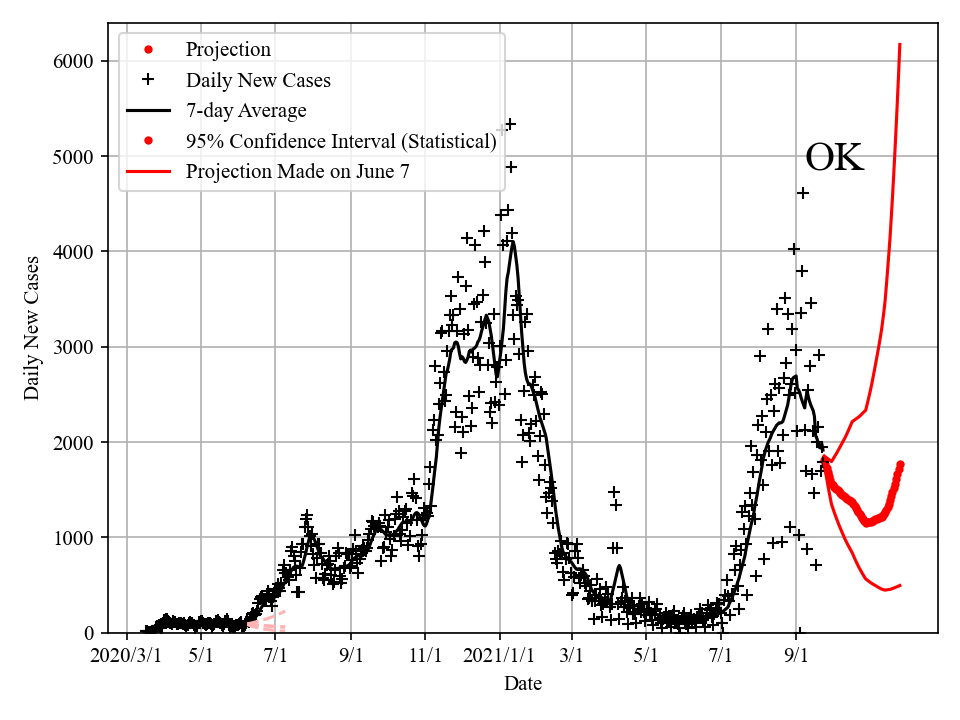 Projection
Daily New Cases
7-day Average
95% Confidence Interval (Statistical)
Projection Made on June 7
OK
6000
5000
4000
3000
2000
1000
0
Daily New Cases
2020/3/1 5/1 7/1 9/1 11/1 2021/1/1 3/1 5/1 7/1 9/1
Date